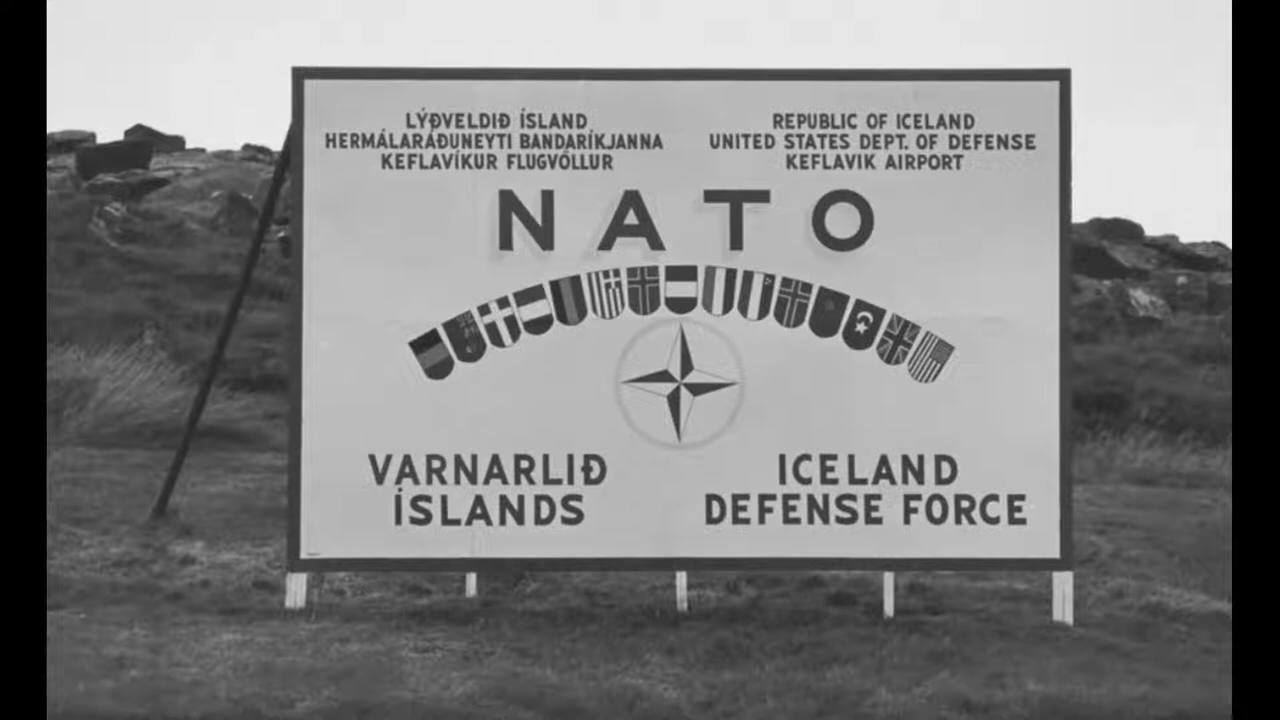 LÝÐVELDIÐ ÍSLAND
HERMÁLARÁÐUNEYTI BANDARÍKJANNA
KEFLAVÍKUR FLUGVÖLLUR
REPUBLIC OF ICELAND
UNITED STATES DEPT. OF DEFENSE
KEFLAVIK AIRPORT
NATO
VARNARLIÐ
ÍSLANDS
ICELAND
DEFENSE FORCE